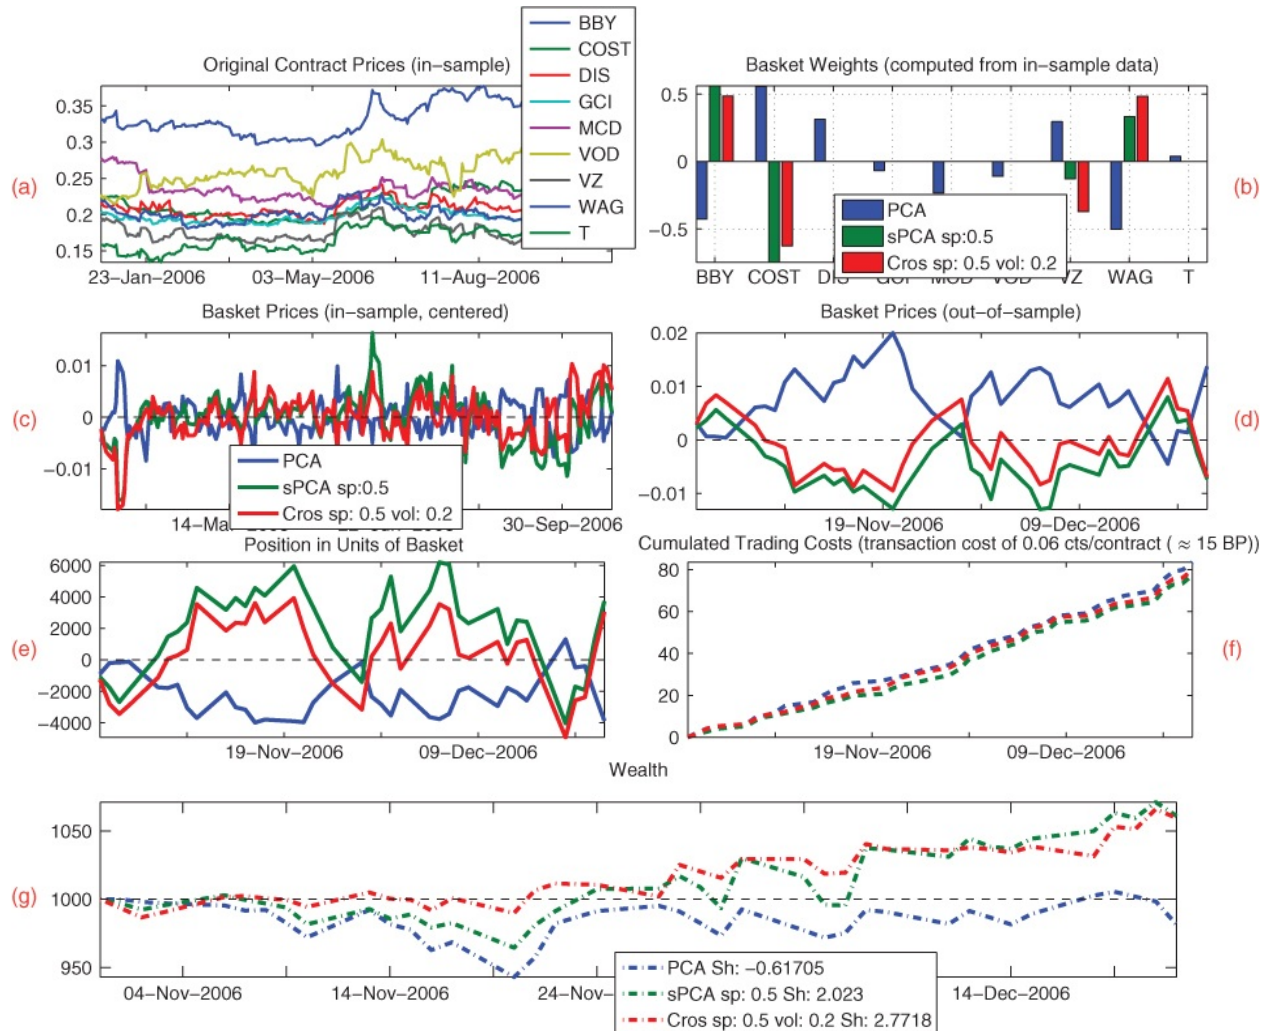 Original Contract Prices (in-sample)
0.35
0.3
0.25
0.2
0.15
23-Jan-2006 03-May-2006 11-Aug-2006
BBY
COST
DIS
GCI
MCD
VOD
VZ
WAG
T
(a)
Basket Weights (computed from in-sample data)
0.5
0
-0.5
PCA
sPCA sp:0.5
Cros sp: 0.5 vol: 0.2
BBY COST VZ WAG T
(b)
Basket Prices (in-sample, centered)
0.01
0
-0.01
PCA
sPCA sp:0.5
Cros sp: 0.5 vol: 0.2
30-Sep-2006
(c)
Basket Prices (out-of-sample)
0.02
0.01
0
-0.01
19-Nov-2006 09-Dec-2006
(d)
Position in Units of Basket
6000
4000
2000
0
-2000
-4000
19-Nov-2006 09-Dec-2006
(e)
Cumulated Trading Costs (transaction cost of 0.06 cts/contract ( ≈ 15 BP))
80
60
40
20
0
19-Nov-2006 09-Dec-2006
(f)
Wealth
1050
1000
950
04-Nov-2006 14-Nov-2006 14-Dec-2006
PCA Sh: -0.61705
sPCA sp: 0.5 Sh: 2.023
Cros sp: 0.5 vol: 0.2 Sh: 2.7718
(g)